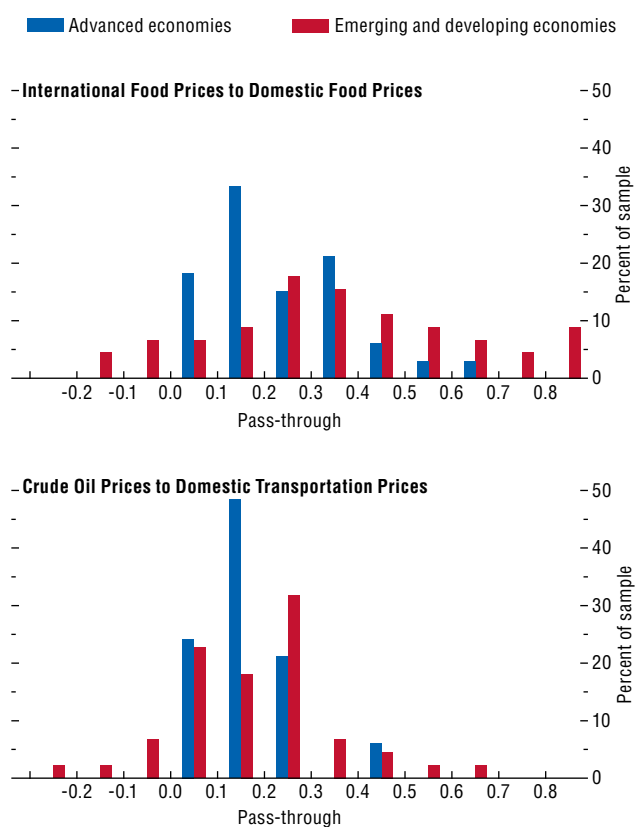 Advanced economies Emerging and developing economies
International Food Prices to Domestic Food Prices
50
40
30
20
10
0
Percent of sample
-0.2 -0.1 0.0 0.1 0.2 0.3 0.4 0.5 0.6 0.7 0.8
Pass-through
Crude Oil Prices to Domestic Transportation Prices
50
40
30
20
10
0
Percent of sample
-0.2 -0.1 0.0 0.1 0.2 0.3 0.4 0.5 0.6 0.7 0.8
Pass-through